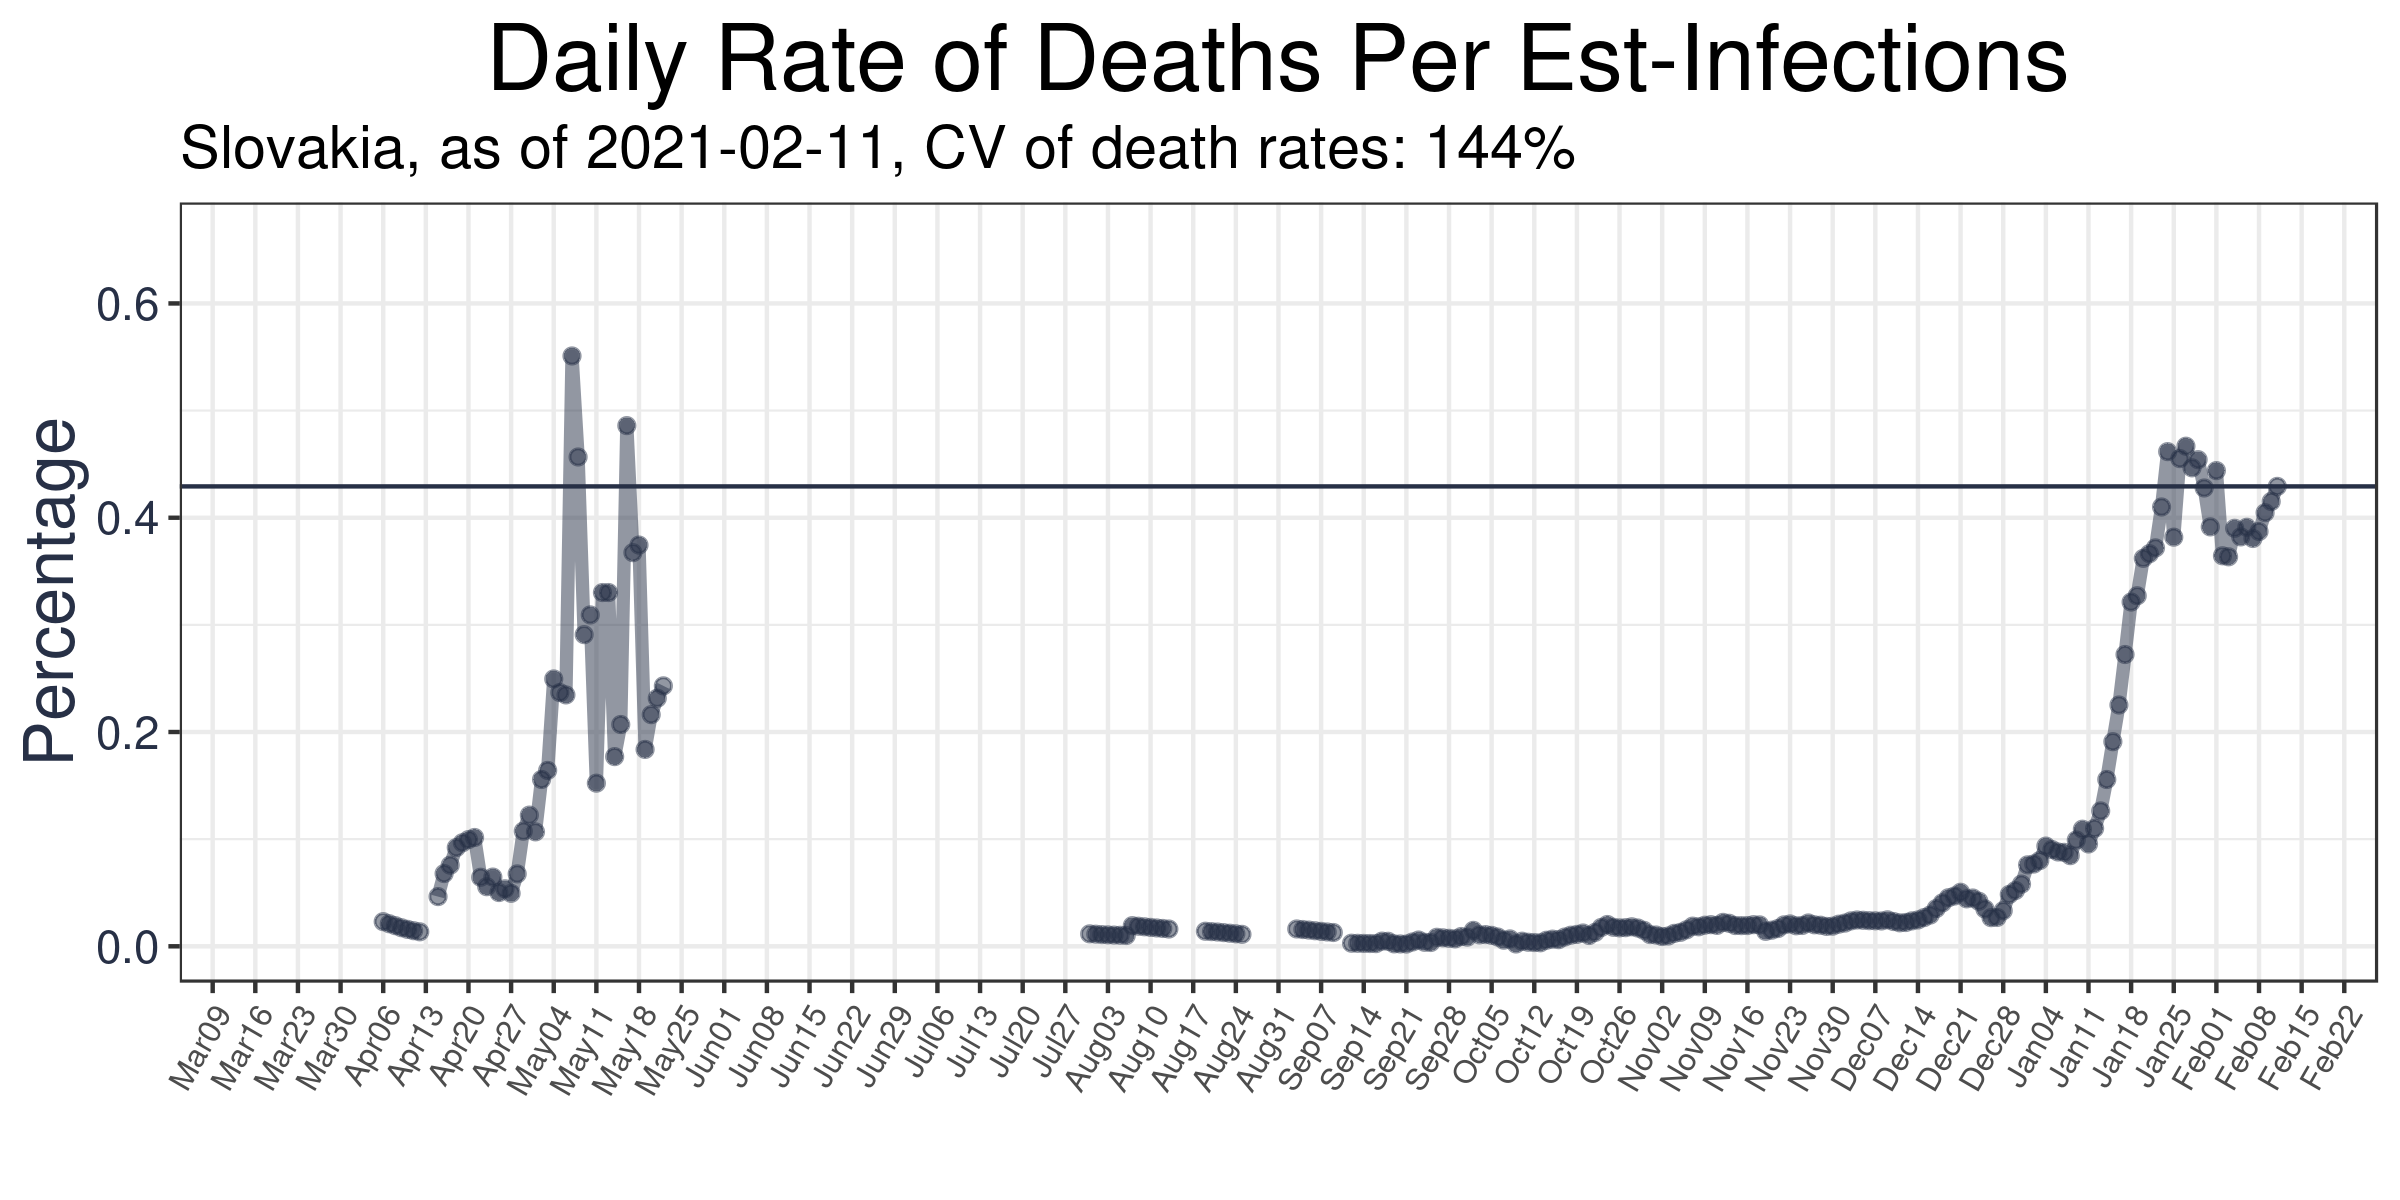 Daily Rate of Deaths Per Est-Infections
Slovakia, as of 2021-02-11, CV of death rates: 144%
Percentage
0.6
0.4
0.2
0.0
Mar09
Mar16
Mar23
Mar30
Apr06
Apr13
Apr20
Apr27
May04
May11
May18
May25
Jun01
Jun08
Jun15
Jun22
Jun29
Jul06
Jul13
Jul20
Jul27
Aug03
Aug10
Aug17
Aug24
Aug31
Sep07
Sep14
Sep21
Sep28
Oct05
Oct12
Oct19
Oct26
Nov02
Nov09
Nov16
Nov23
Nov30
Dec07
Dec14
Dec21
Dec28
Jan04
Jan11
Jan18
Jan25
Feb01
Feb08
Feb15
Feb22